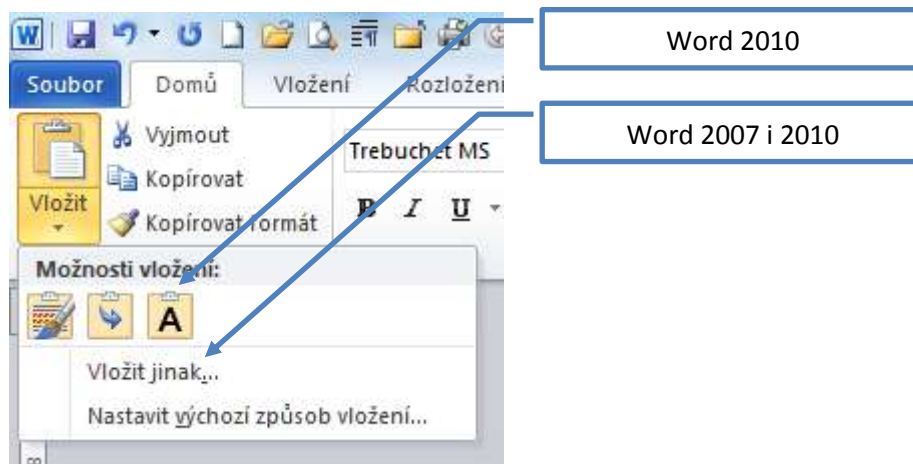 Word 2010
Soubor Domů Vložení Rozložení
Word 2007 i 2010
Vyjmout
Trebuchet MS
Kopírovat
Vložit
Kopírovat formát
B I U
Možnosti vložení:
A
Vložit jinak...
Nastavit výchozí způsob vložení...
8